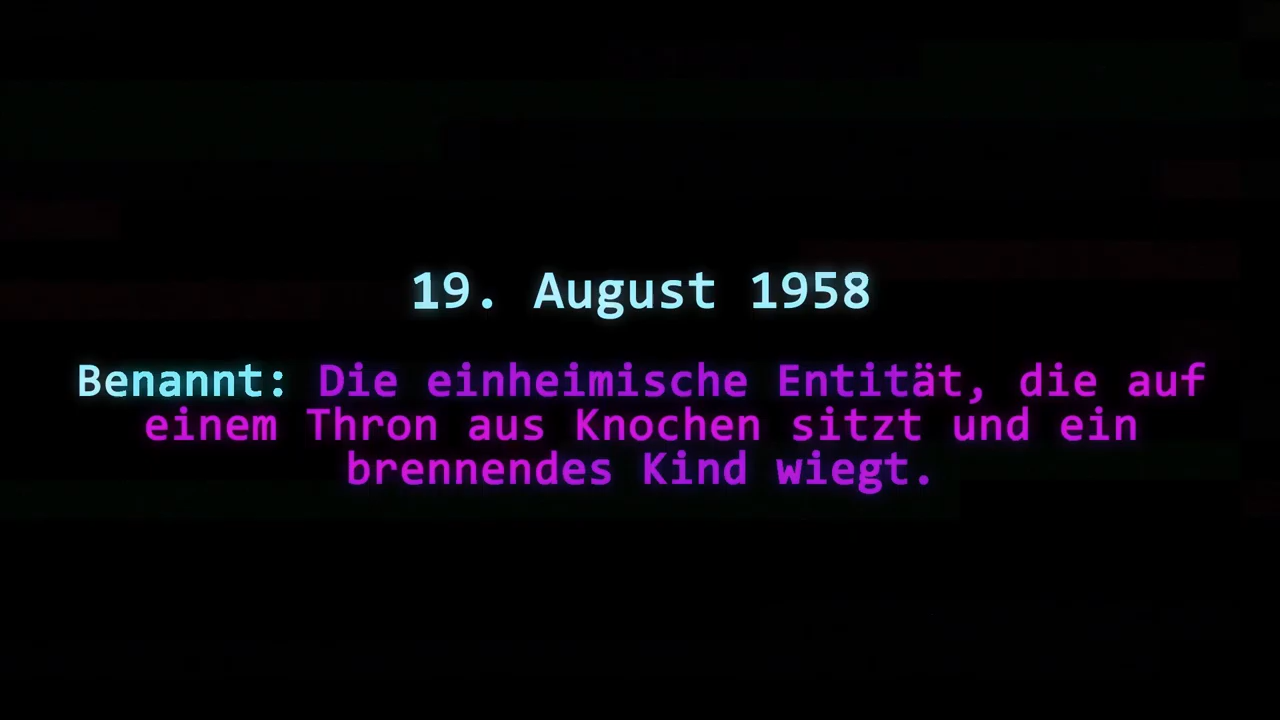 19. August 1958
Benannt: Die einheimische Entität, die auf
einem Thron aus Knochen sitzt und ein
brennendes Kind wiegt.